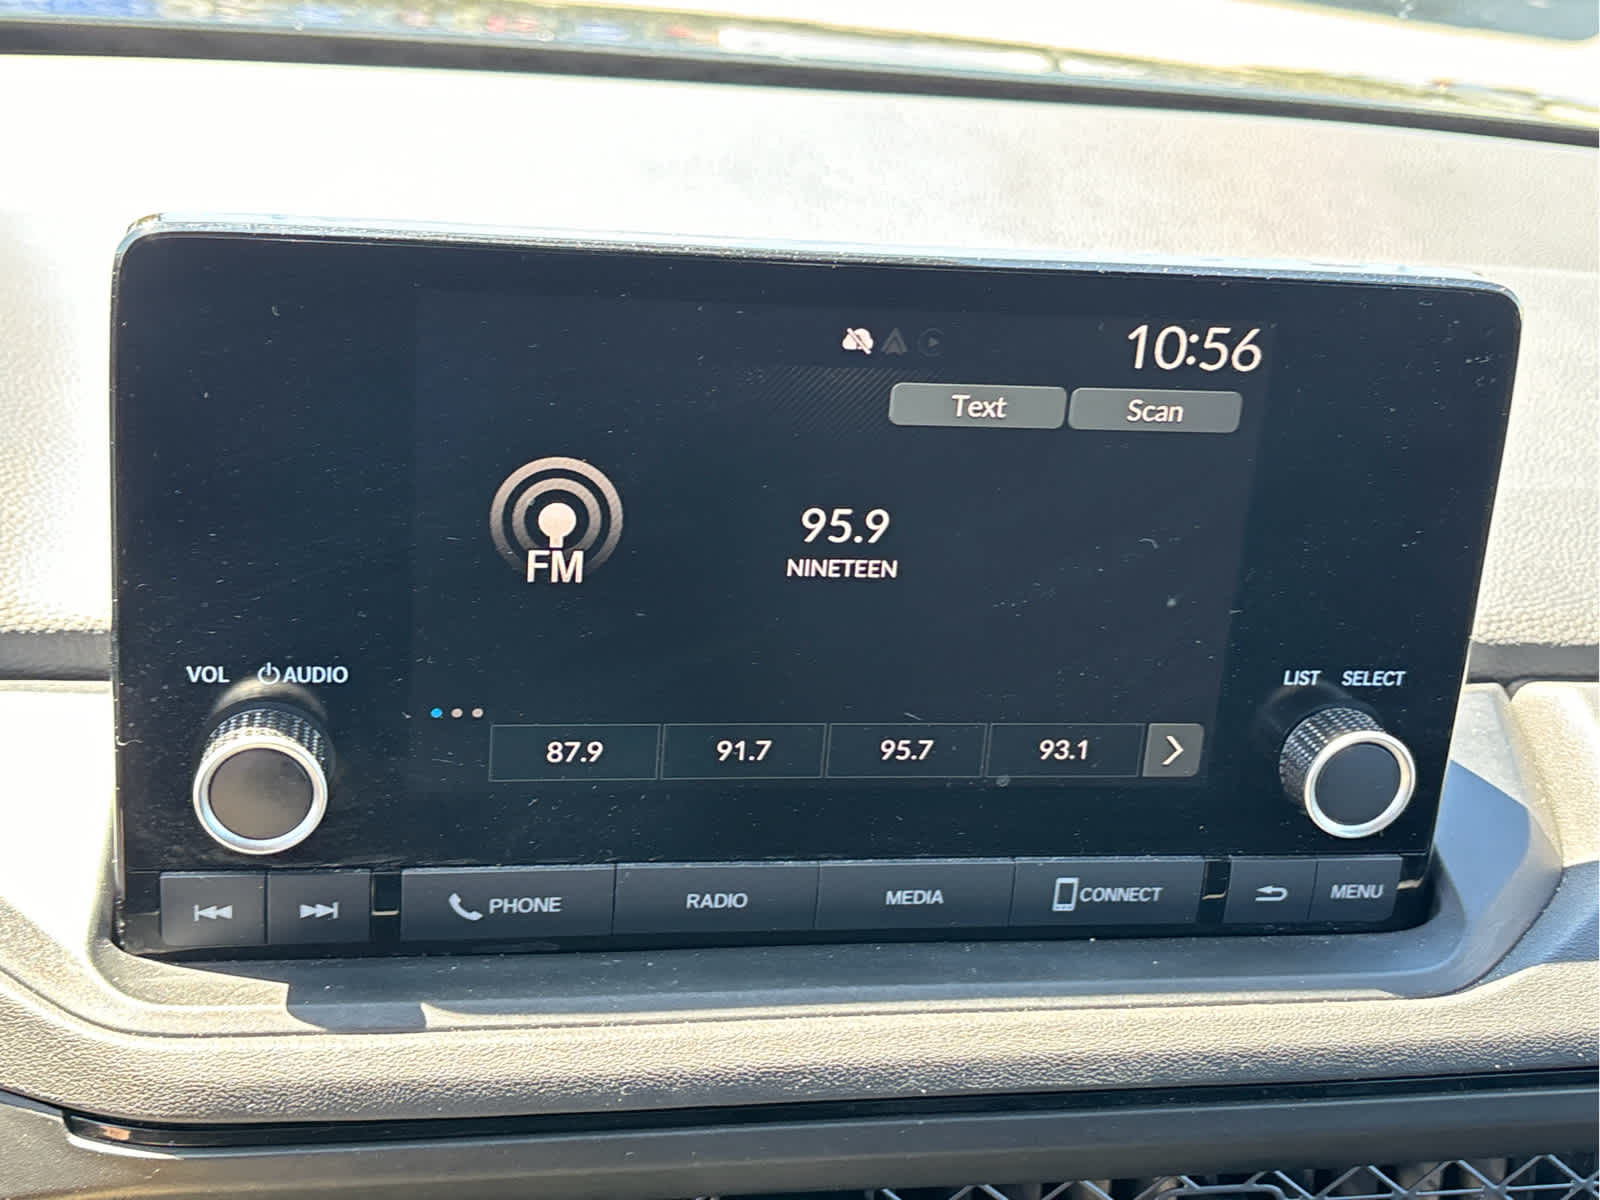 10:56
Text Scan
FM
95.9
NINETEEN
VOL AUDIO
LIST SELECT
87.9 91.7 95.7 93.1
PHONE RADIO MEDIA CONNECT MENU